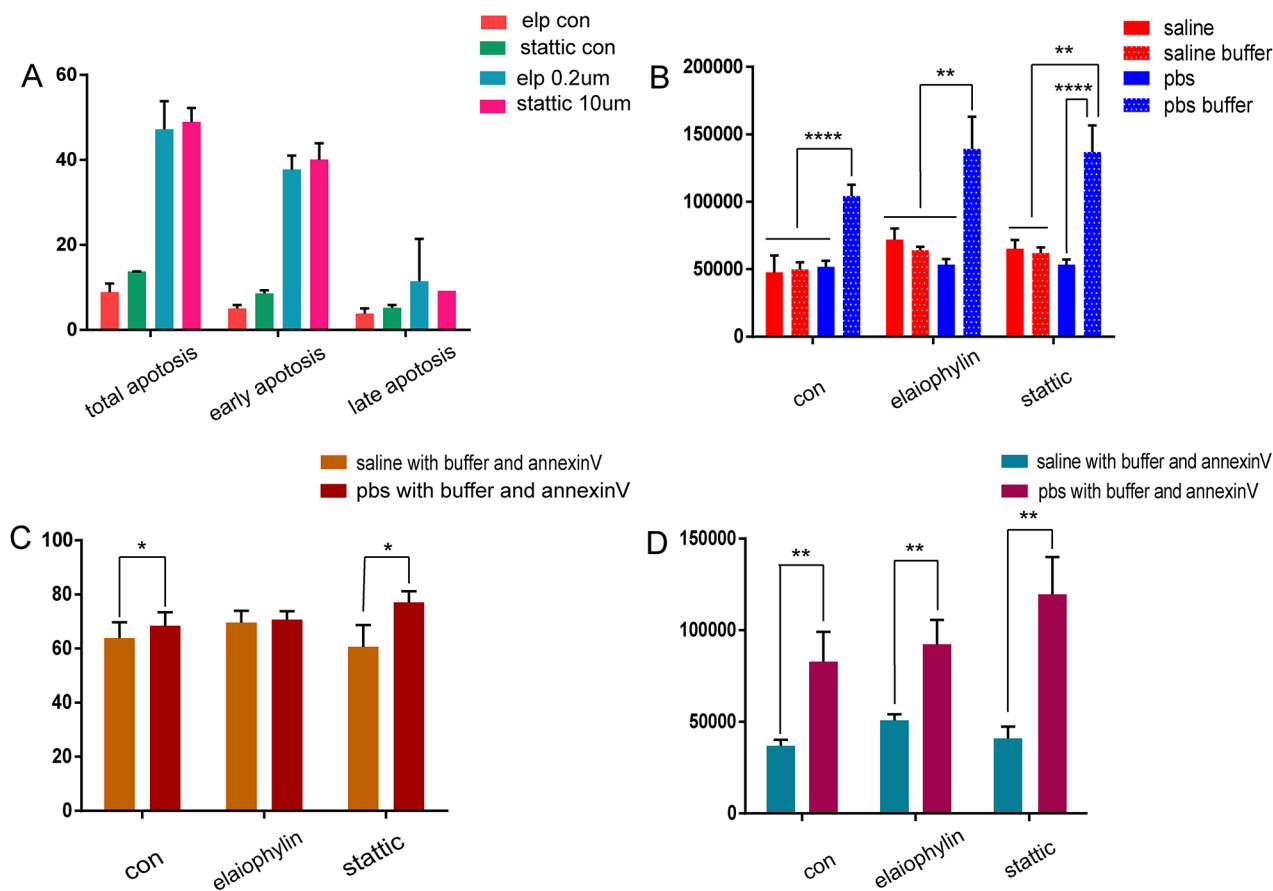 A
elp con
stattic con
elp 0.2um
stattic 10um
60
40
20
0
total apotosis
early apotosis
late apotosis
B
saline
saline buffer
pbs
pbs buffer
200000
150000
100000
50000
0
****
**
**
****
con
elaiophylin
stattic
C
saline with buffer and annexinV
pbs with buffer and annexinV
100
80
60
40
20
0
*
*
con
elaiophylin
stattic
D
saline with buffer and annexinV
pbs with buffer and annexinV
150000
100000
50000
0
**
**
**
con
elaiophylin
stattic